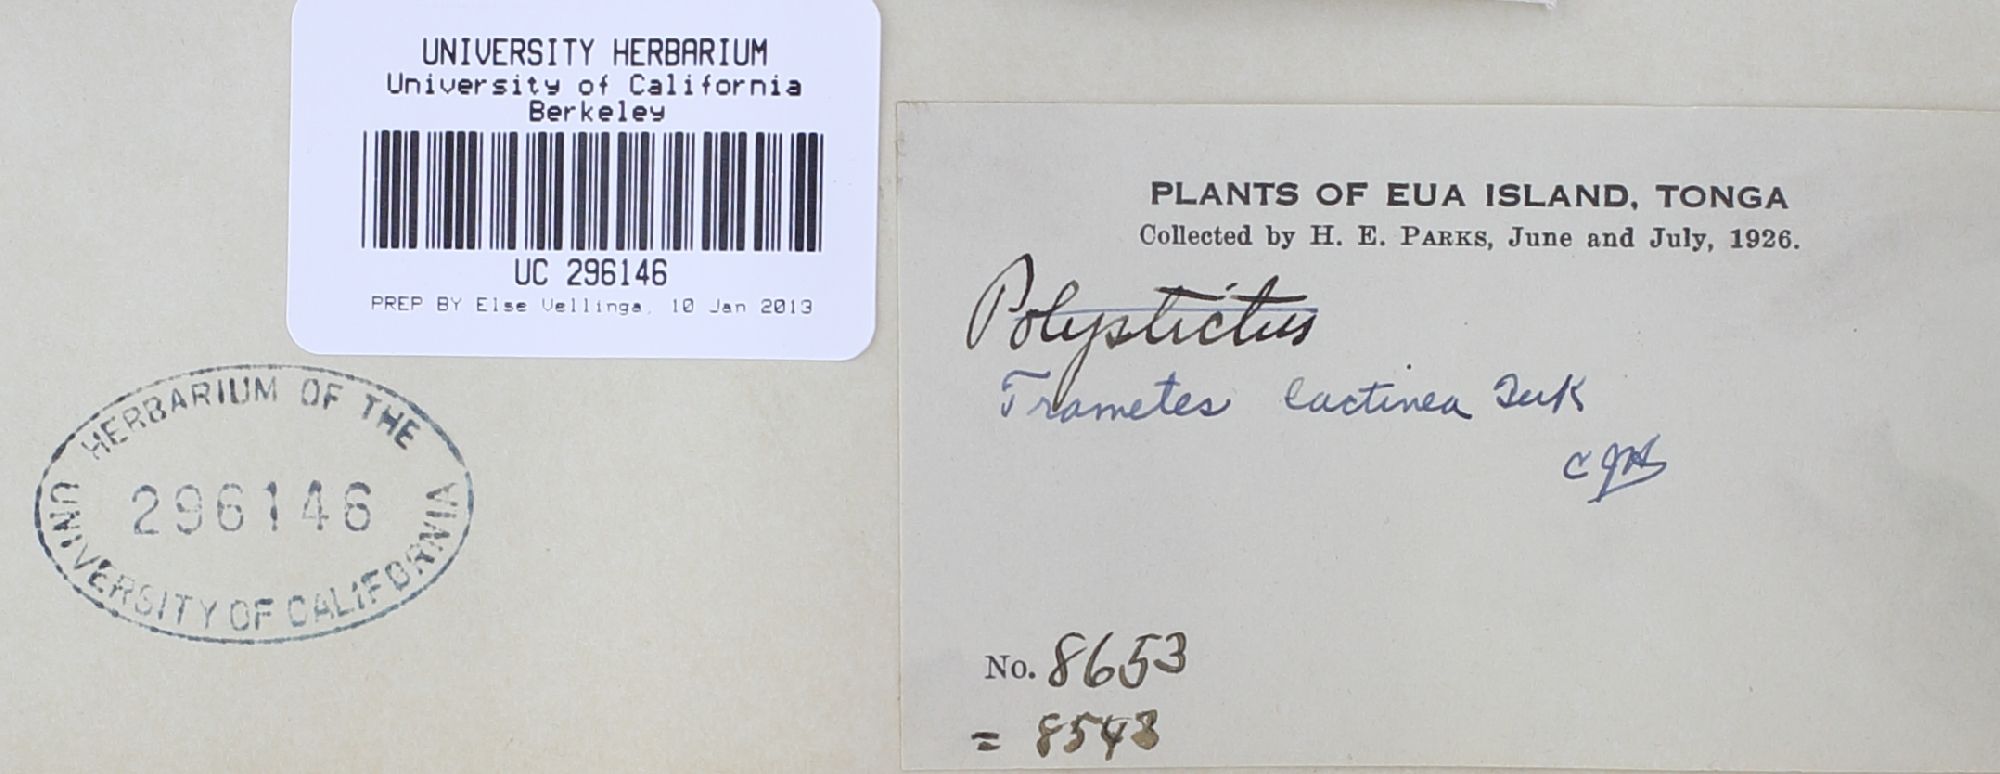 UNIVERSITY HERBARIUM
University of California
Berkeley
UC 296146
PREP BY Else Vellinga, 10 Jan 2013
HERBARIUM OF THE
296146
UNIVERSITY OF CALIFORNIA
PLANTS OF EUA ISLAND, TONGA
Collected by H. E. PARKS, June and July, 1926.
Polystictus
Trametes lactinea Berk
No. 8653
= 8543